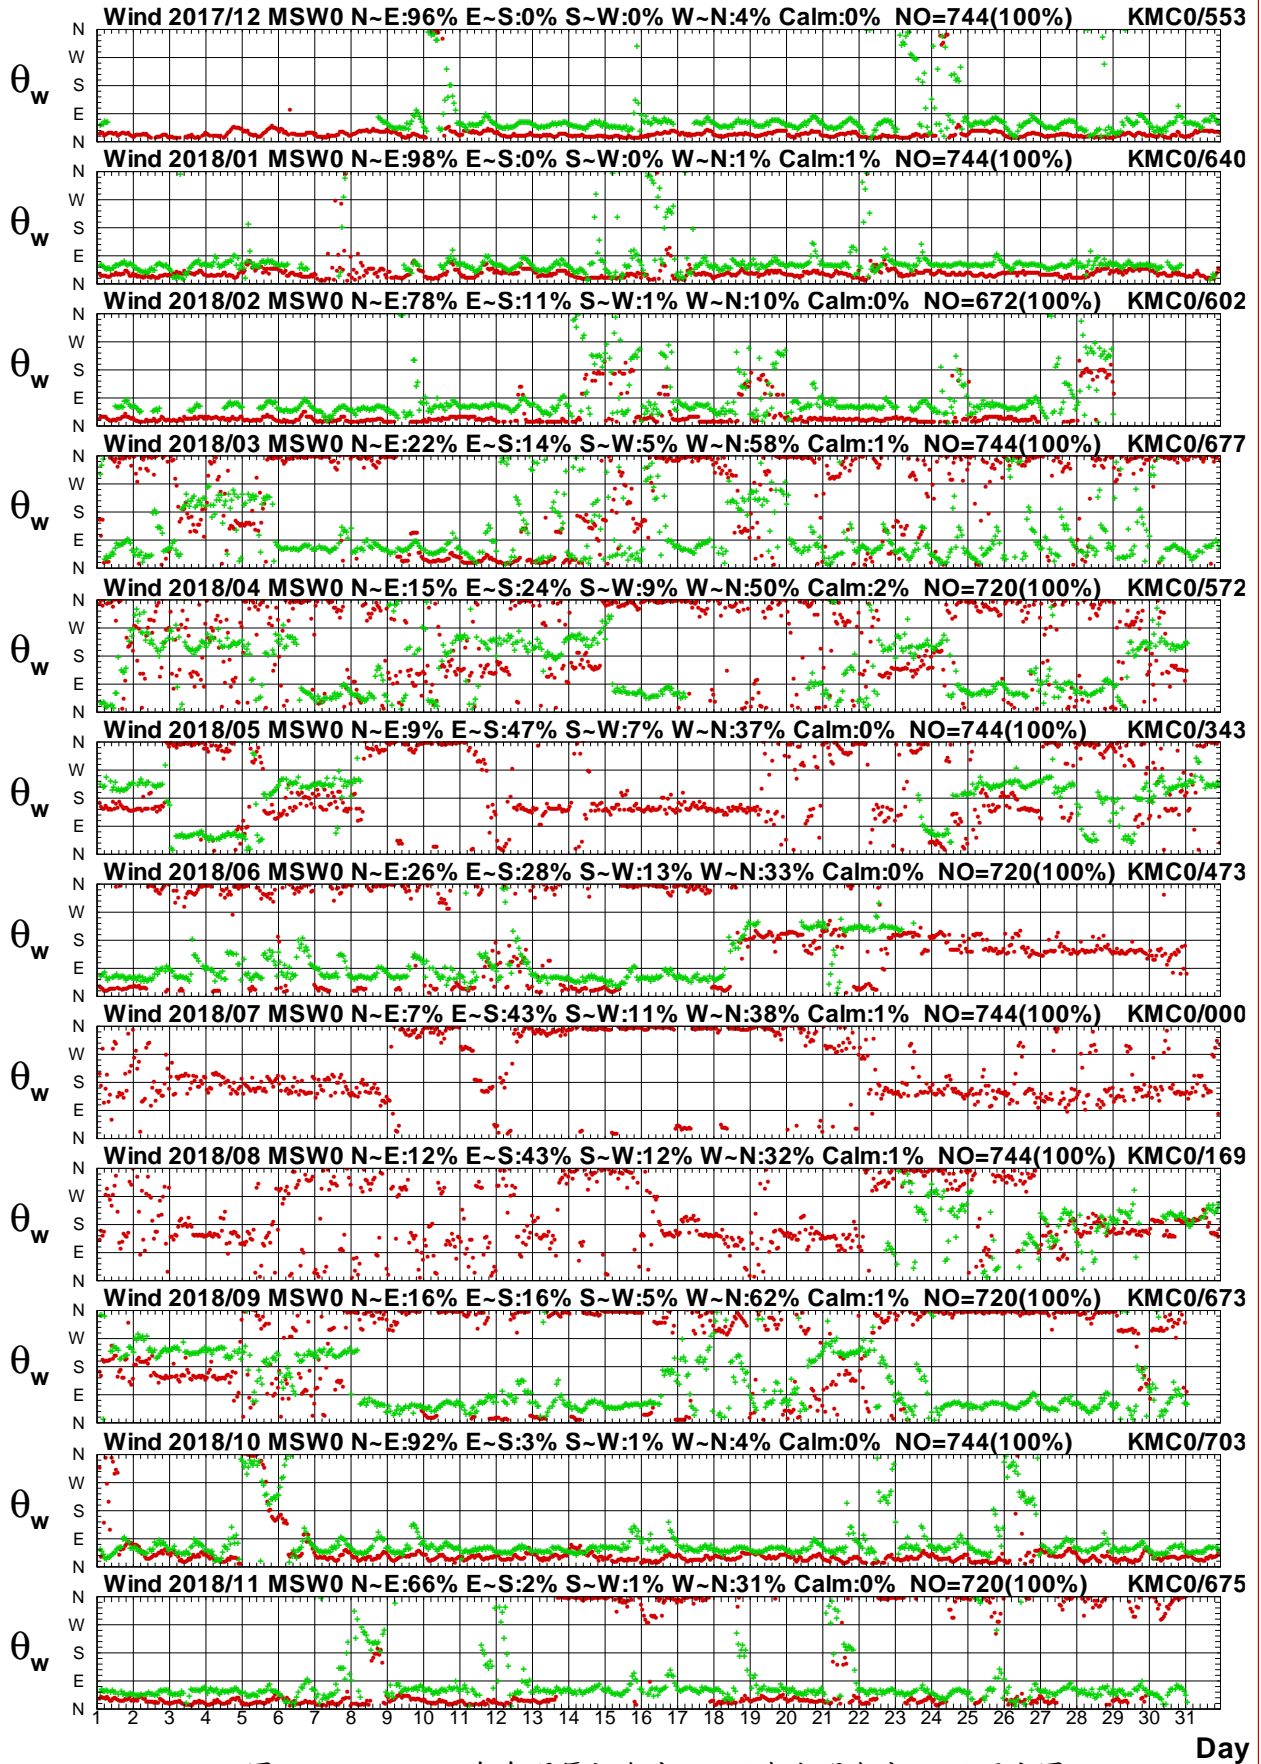 Wind 2017/12 MSW0 N~E:96% E~S:0% S~W:0% W~N:4% Calm:0% NO=744(100%) KMC0/553
N
W
θw
S
E
N
Wind 2018/01 MSW0 N~E:98% E~S:0% S~W:0% W~N:1% Calm:1% NO=744(100%) KMC0/640
N
W
θw
S
E
N
Wind 2018/02 MSW0 N~E:78% E~S:11% S~W:1% W~N:10% Calm:0% NO=672(100%) KMC0/602
N
W
θw
S
E
N
Wind 2018/03 MSW0 N~E:22% E~S:14% S~W:5% W~N:58% Calm:1% NO=744(100%) KMC0/677
N
W
θw
S
E
N
Wind 2018/04 MSW0 N~E:15% E~S:24% S~W:9% W~N:50% Calm:2% NO=720(100%) KMC0/572
N
W
θw
S
E
N
Wind 2018/05 MSW0 N~E:9% E~S:47% S~W:7% W~N:37% Calm:0% NO=744(100%) KMC0/343
N
W
θw
S
E
N
Wind 2018/06 MSW0 N~E:26% E~S:28% S~W:13% W~N:33% Calm:0% NO=720(100%) KMC0/473
N
W
θw
S
E
N
Wind 2018/07 MSW0 N~E:7% E~S:43% S~W:11% W~N:38% Calm:1% NO=744(100%) KMC0/000
N
W
θw
S
E
N
Wind 2018/08 MSW0 N~E:12% E~S:43% S~W:12% W~N:32% Calm:1% NO=744(100%) KMC0/169
N
W
θw
S
E
N
Wind 2018/09 MSW0 N~E:16% E~S:16% S~W:5% W~N:62% Calm:1% NO=720(100%) KMC0/673
N
W
θw
S
E
N
Wind 2018/10 MSW0 N~E:92% E~S:3% S~W:1% W~N:4% Calm:0% NO=744(100%) KMC0/703
N
W
θw
S
E
N
Wind 2018/11 MSW0 N~E:66% E~S:2% S~W:1% W~N:31% Calm:0% NO=720(100%) KMC0/675
N
W
θw
S
E
N
1 2 3 4 5 6 7 8 9 10 11 12 13 14 15 16 17 18 19 20 21 22 23 24 25 26 27 28 29 30 31
Day